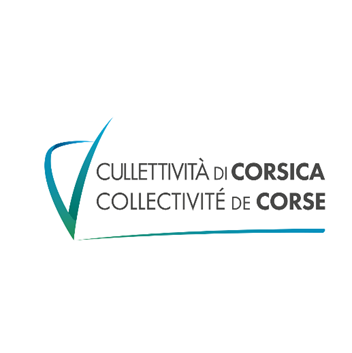 CULLETTIVITÀ DI CORSICA
COLLECTIVITÉ DE CORSE